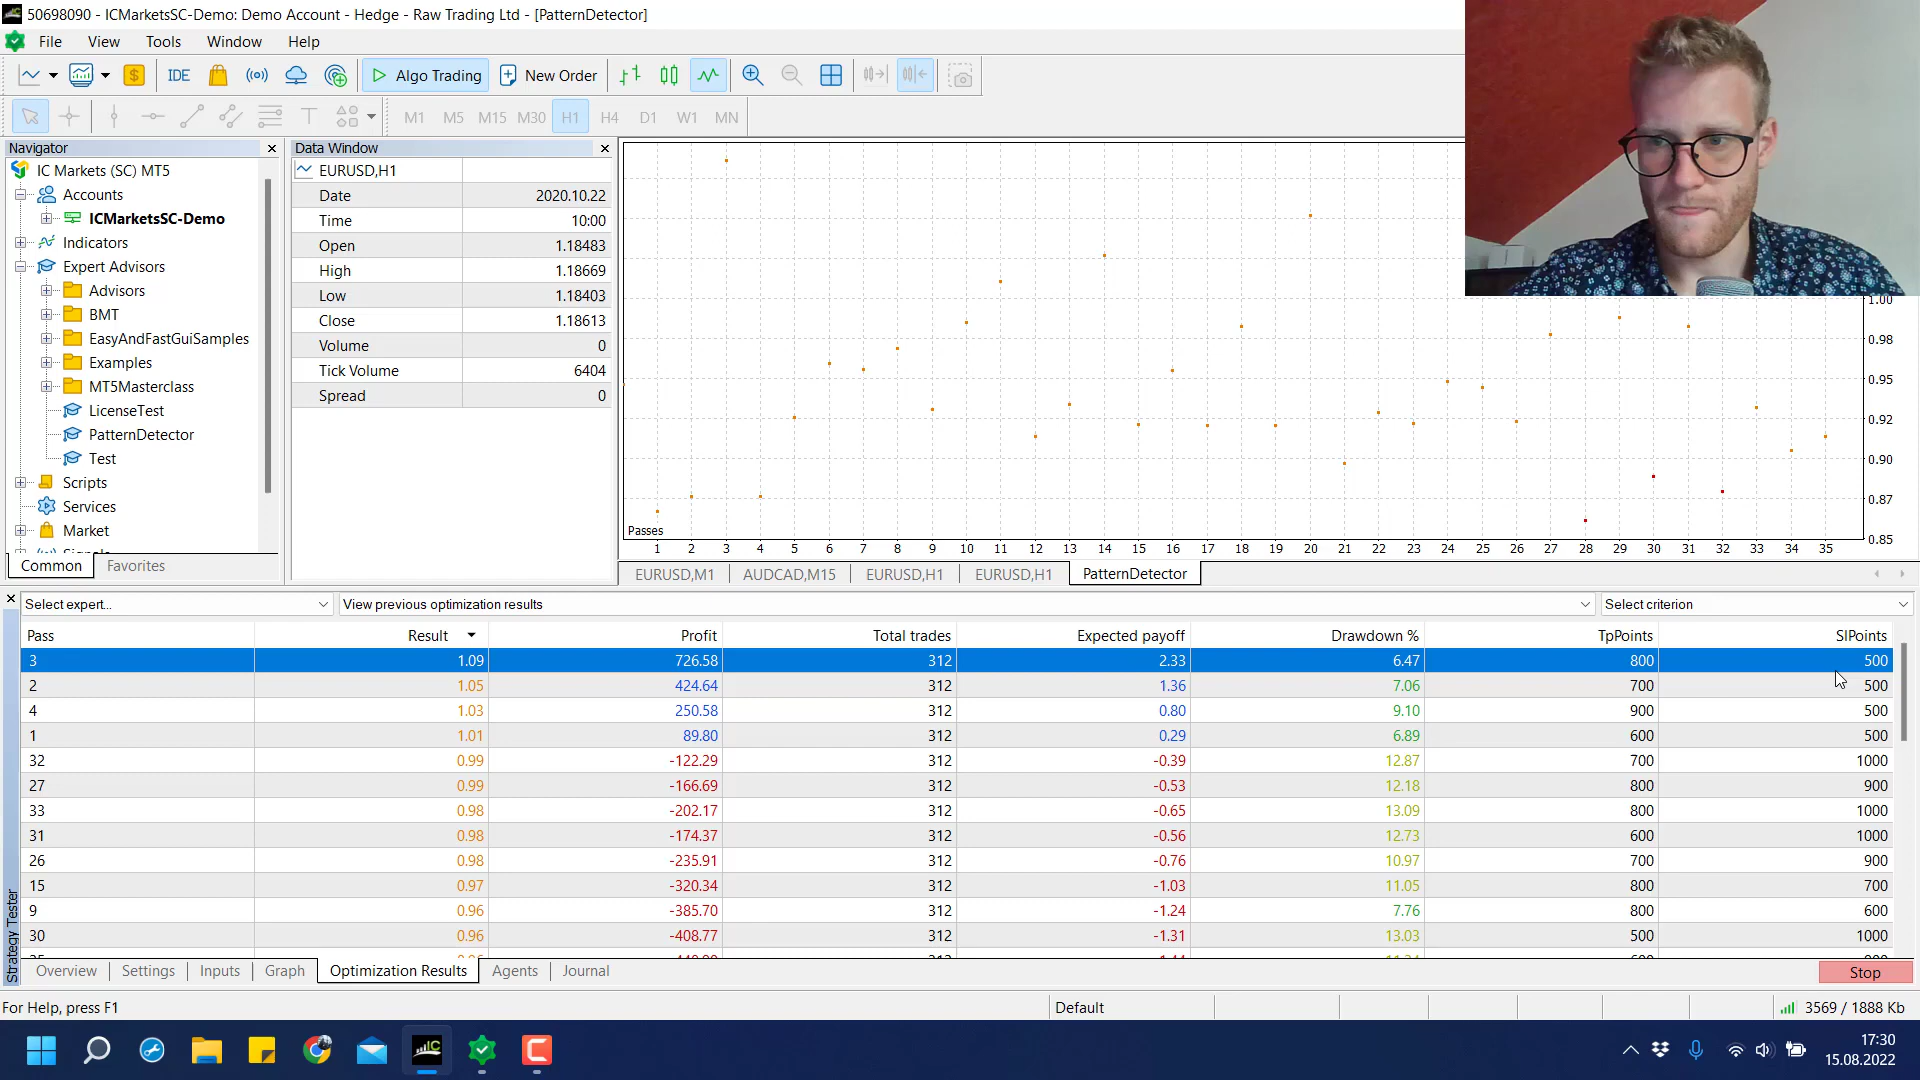 50698090 - ICMarketsSC-Demo: Demo Account - Hedge - Raw Trading Ltd - [PatternDetector]
File View Tools Window Help
IDE Algo Trading New Order
M1 M5 M15 M30 H1 H4 D1 W1 MN
Navigator
IC Markets (SC) MT5
Accounts
ICMarketsSC-Demo
Indicators
Expert Advisors
Advisors
BMT
EasyAndFastGuiSamples
Examples
MT5Masterclass
LicenseTest
PatternDetector
Test
Scripts
Services
Market
Common Favorites
Data Window
EURUSD,H1
Date 2020.10.22
Time 10:00
Open 1.18483
High 1.18669
Low 1.18403
Close 1.18613
Volume 0
Tick Volume 6404
Spread 0
1.00
0.98
0.95
0.92
0.90
0.87
0.85
Passes
1 2 3 4 5 6 7 8 9 10 11 12 13 14 15 16 17 18 19 20 21 22 23 24 25 26 27 28 29 30 31 32 33 34 35
EURUSD,M1 AUDCAD,M15 EURUSD,H1 EURUSD,H1 PatternDetector
Select expert... View previous optimization results Select criterion
Pass Result Profit Total trades Expected payoff Drawdown % TpPoints SlPoints
3 1.09 726.58 312 2.33 6.47 800 500
2 1.05 424.64 312 1.36 7.06 700 500
4 1.03 250.58 312 0.80 9.10 900 500
1 1.01 89.80 312 0.29 6.89 600 500
32 0.99 -122.29 312 -0.39 12.87 700 1000
27 0.99 -166.69 312 -0.53 12.18 800 900
33 0.98 -202.17 312 -0.65 13.09 800 1000
31 0.98 -174.37 312 -0.56 12.73 600 1000
26 0.98 -235.91 312 -0.76 10.97 700 900
15 0.97 -320.34 312 -1.03 11.05 800 700
9 0.96 -385.70 312 -1.24 7.76 800 600
30 0.96 -408.77 312 -1.31 13.03 500 1000
Strategy Tester
Overview Settings Inputs Graph Optimization Results Agents Journal
Stop
For Help, press F1 Default 3569 / 1888 Kb
17:30
15.08.2022